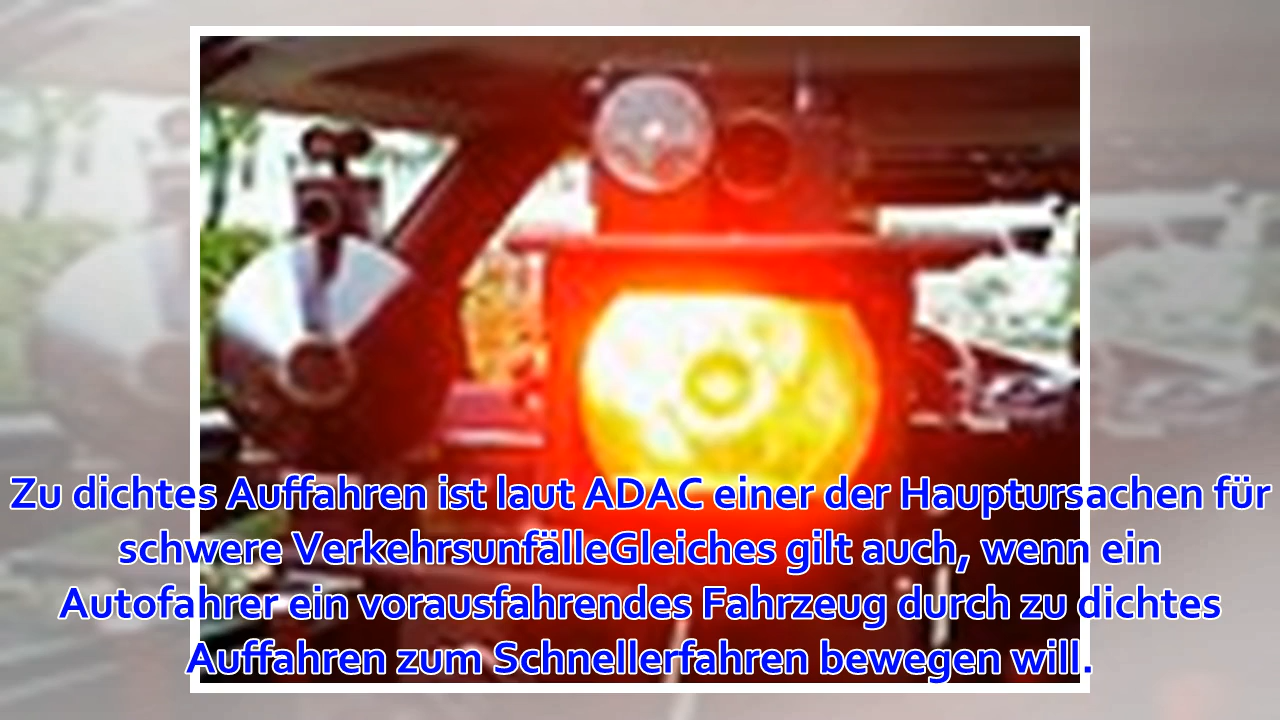 Zu dichtes Auffahren ist laut ADAC einer der Hauptursachen für
schwere VerkehrsunfälleGleiches gilt auch, wenn ein
Autofahrer ein vorausfahrendes Fahrzeug durch zu dichtes
Auffahren zum Schnellerfahren bewegen will.